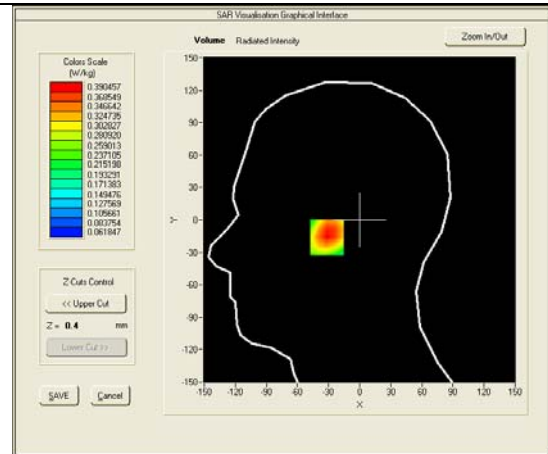 SAR Visualisation Graphical Interface
Volume Radiated Intensity
Zoom In/Out
Colors Scale
(W/kg)
0.390457
0.368549
0.346642
0.324735
0.302827
0.280920
0.259013
0.237105
0.215198
0.193291
0.171383
0.149476
0.127569
0.105661
0.083754
0.061847
Z Cuts Control
<< Upper Cut
Z = 0.4 mm
Lower Cut >>
SAVE Cancel
150
120
90
60
30
0
-30
-60
-90
-120
-150
Y
-150 -120 -90 -60 -30 0 30 60 90 120 150
X